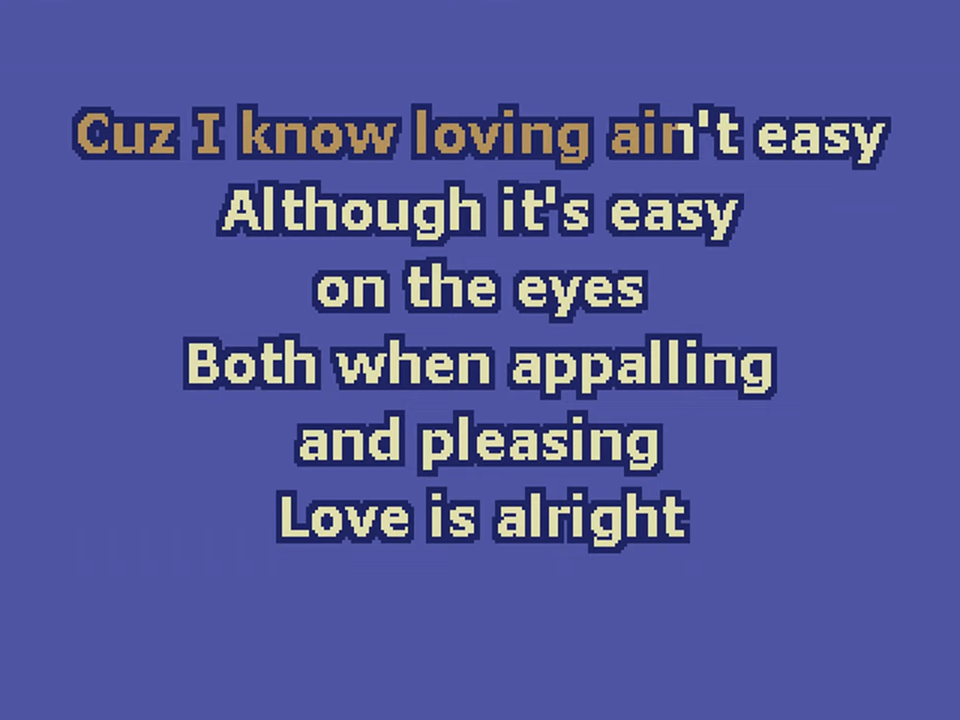 Cuz I know loving ain't easy
Although it's easy
on the eyes
Both when appalling
and pleasing
Love is alright